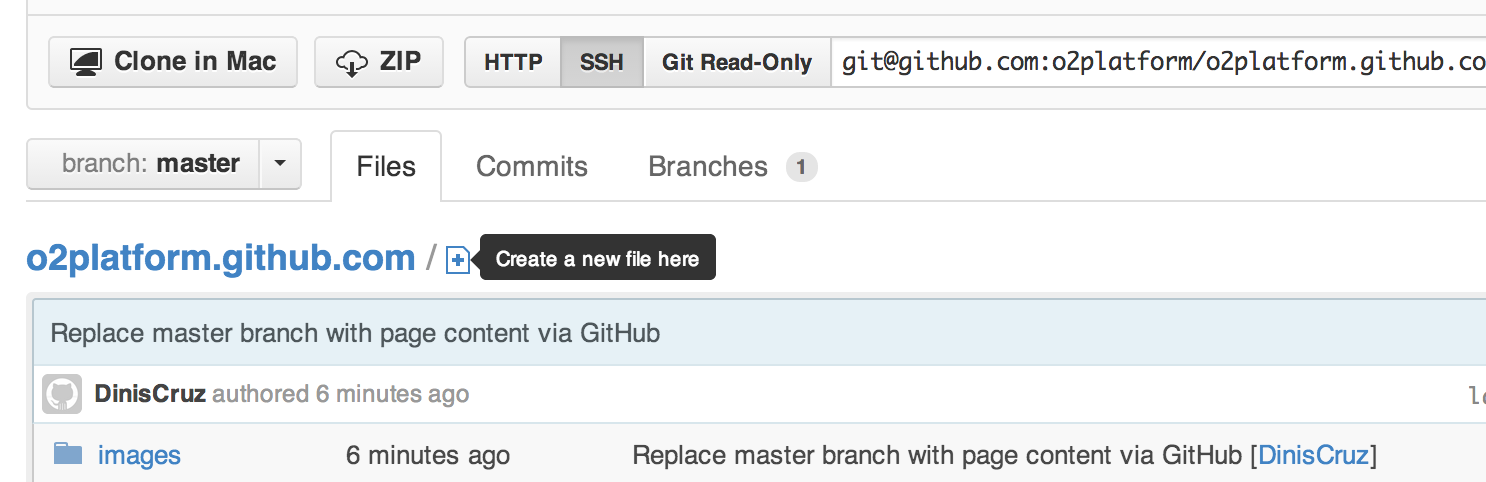 Clone in Mac ZIP HTTP SSH Git Read-Only git@github.com:o2platform/o2platform.github.co
branch: master Files Commits Branches 1
o2platform.github.com / Create a new file here
Replace master branch with page content via GitHub
DinisCruz authored 6 minutes ago
images 6 minutes ago Replace master branch with page content via GitHub [DinisCruz]